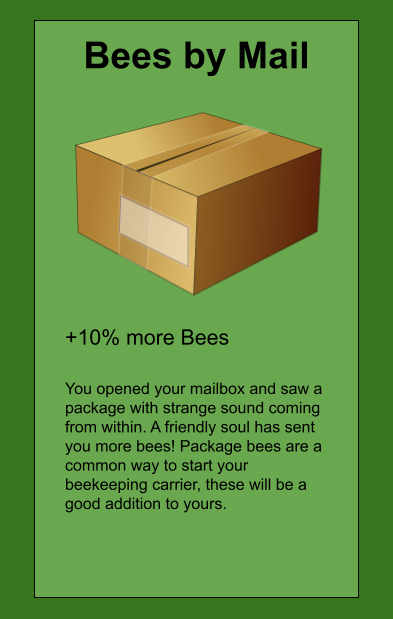 Bees by Mail
+10% more Bees
You opened your mailbox and saw a
package with strange sound coming
from within. A friendly soul has sent
you more bees! Package bees are a
common way to start your
beekeeping carrier, these will be a
good addition to yours.